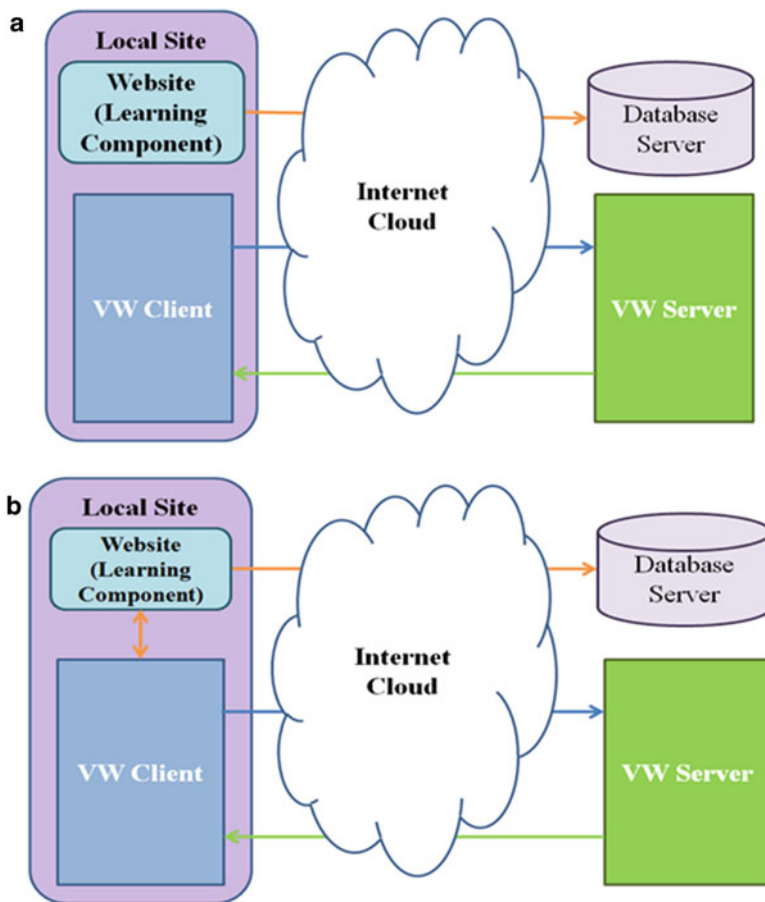 a
Local Site
Website
(Learning
Component)
Internet
Cloud
Database
Server
VW Client
VW Server
b
Local Site
Website
(Learning
Component)
Internet
Cloud
Database
Server
VW Client
VW Server